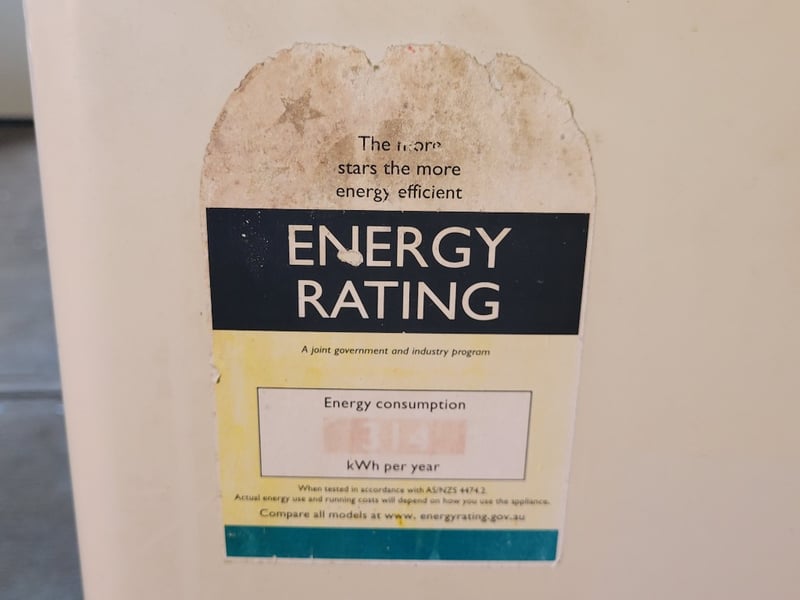 The more
stars the more
energy efficient
ENERGY
RATING
A joint government and industry program
Energy consumption
kWh per year
When tested in accordance with AS/NZS 4474.2.
Actual energy use and running costs will depend on how you use the appliance.
Compare all models at www. energyrating.gov.au